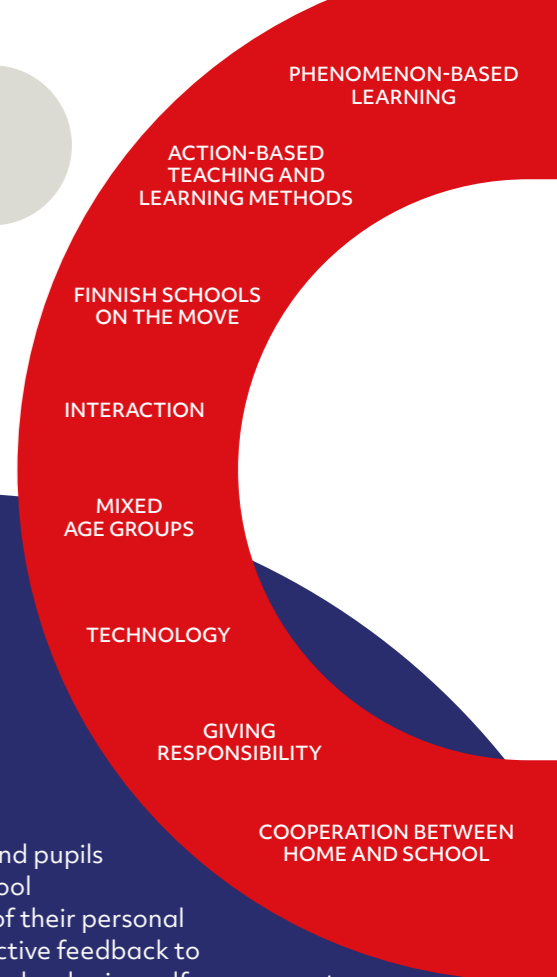 PHENOMENON-BASED
LEARNING
ACTION-BASED
TEACHING AND
LEARNING METHODS
FINNISH SCHOOLS
ON THE MOVE
INTERACTION
MIXED
AGE GROUPS
TECHNOLOGY
GIVING
RESPONSIBILITY
COOPERATION BETWEEN
HOME AND SCHOOL
nd pupils
ool
of their personal
ctive feedback to